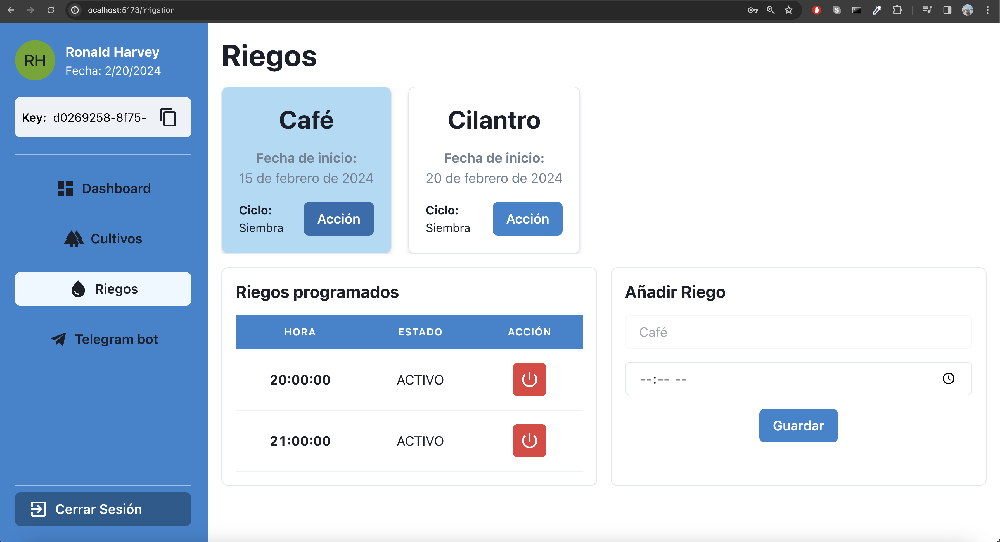 localhost:5173/irrigation
RH
Ronald Harvey
Fecha: 2/20/2024
Key: d0269258-8f75-
Dashboard
Cultivos
Riegos
Telegram bot
Cerrar Sesión
Riegos
Café
Fecha de inicio:
15 de febrero de 2024
Ciclo:
Siembra
Acción
Cilantro
Fecha de inicio:
20 de febrero de 2024
Ciclo:
Siembra
Acción
Riegos programados
HORA ESTADO ACCIÓN
20:00:00 ACTIVO
21:00:00 ACTIVO
Añadir Riego
Café
--:-- --
Guardar